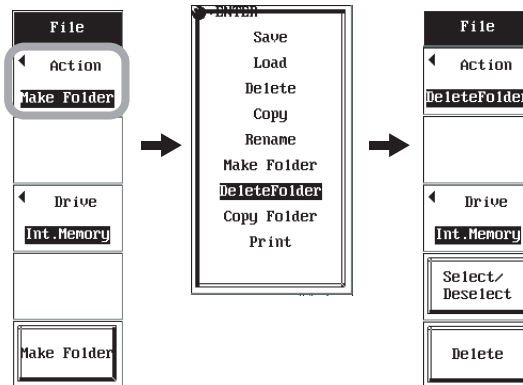 File
Action
Make Folder
Drive
Int.Memory
Make Folder
:ENTER
Save
Load
Delete
Copy
Rename
Make Folder
DeleteFolder
Copy Folder
Print
File
Action
DeleteFolder
Drive
Int.Memory
Select/
Deselect
Delete